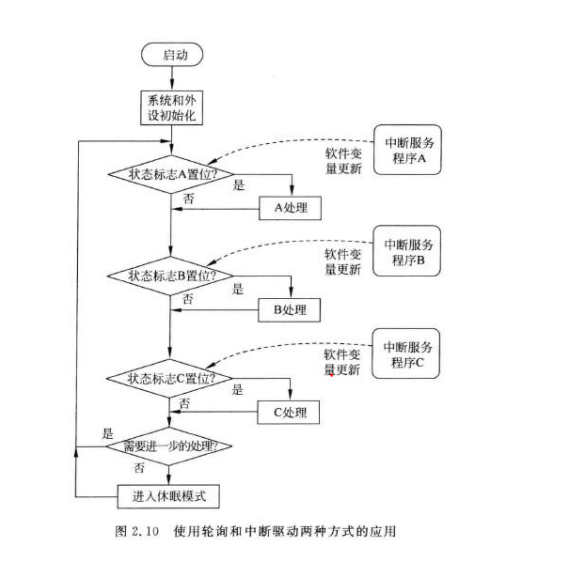 启动
系统和外
设初始化
中断服务
程序A
软件变
量更新
状态标志A置位?
是
否
A处理
中断服务
程序B
软件变
量更新
状态标志B置位?
是
否
B处理
中断服务
程序C
软件变
量更新
状态标志C置位?
是
否
C处理
是
需要进一步的处理?
否
进入休眠模式
图 2.10 使用轮询和中断驱动两种方式的应用